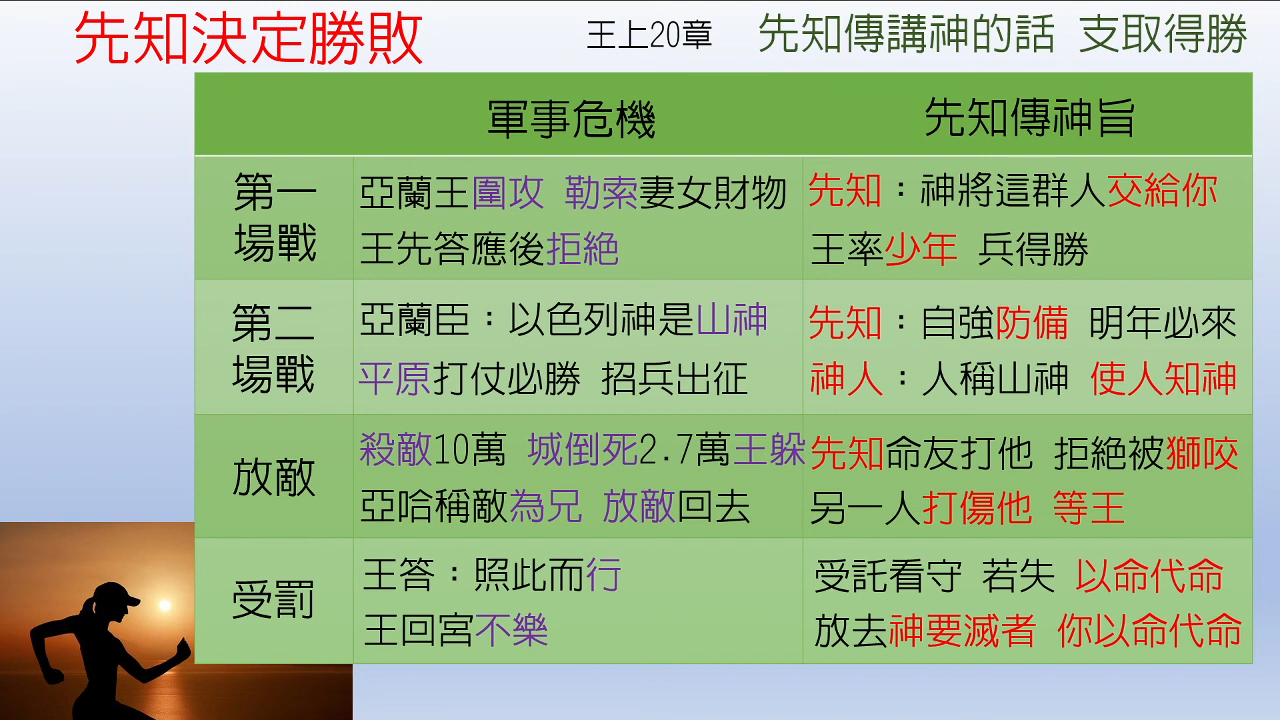 先知決定勝敗
王上20章
先知傳講神的話 支取得勝
軍事危機
先知傳神旨
第一
場戰
亞蘭王圍攻 勒索妻女財物
王先答應後拒絕
先知：神將這群人交給你
王率少年 兵得勝
第二
場戰
亞蘭臣：以色列神是山神
平原打仗必勝 招兵出征
先知：自強防備 明年必來
神人：人稱山神 使人知神
放敵
殺敵10萬 城倒死2.7萬王躲
亞哈稱敵為兄 放敵回去
先知命友打他 拒絕被獅咬
另一人打傷他 等王
受罰
王答：照此而行
王回宮不樂
受託看守 若失 以命代命
放去神要滅者 你以命代命